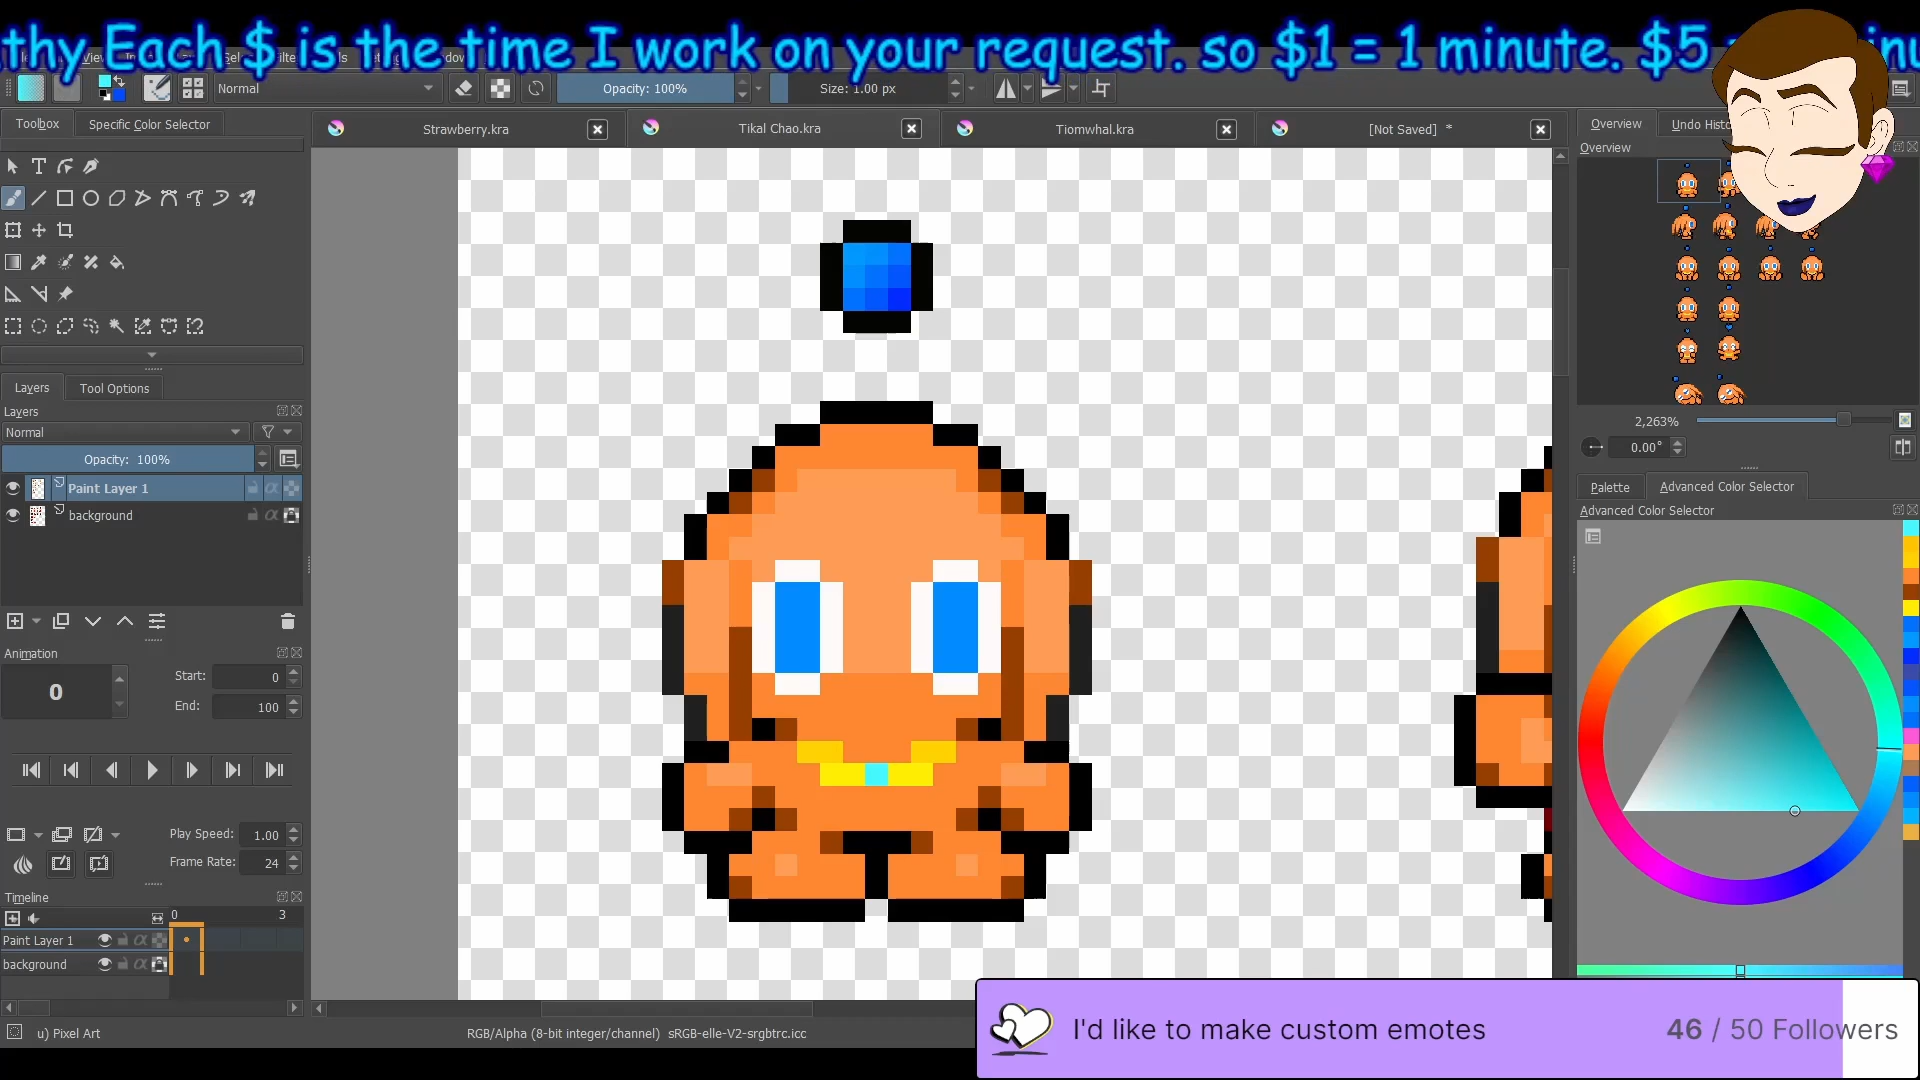 thy Each $ is the time I work on your request. so $1 = 1 minute. $5
Normal
Opacity: 100%
Size: 1.00 px
Toolbox
Specific Color Selector
Strawberry.kra
Tikal Chao.kra
Tiomwhal.kra
[Not Saved] *
Overview
Undo Histo
Overview
2,263%
0.00°
Layers
Tool Options
Layers
Normal
Opacity: 100%
Paint Layer 1
background
Palette
Advanced Color Selector
Advanced Color Selector
Animation
0
Start: 0
End: 100
Play Speed: 1.00
Frame Rate: 24
Timeline
0 3
Paint Layer 1
background
u) Pixel Art
RGB/Alpha (8-bit integer/channel) sRGB-elle-V2-srgbtrc.icc
I'd like to make custom emotes
46 / 50 Followers